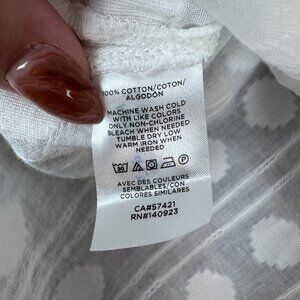 100% COTTON/COTON/
ALGODÓN
MACHINE WASH COLD
WITH LIKE COLORS
ONLY NON-CHLORINE
BLEACH WHEN NEEDED
TUMBLE DRY LOW
WARM IRON WHEN
NEEDED
30
AVEC DES COULEURS
SEMBLABLES/CON
COLORES SIMILARES
CA#57421
RN#140923